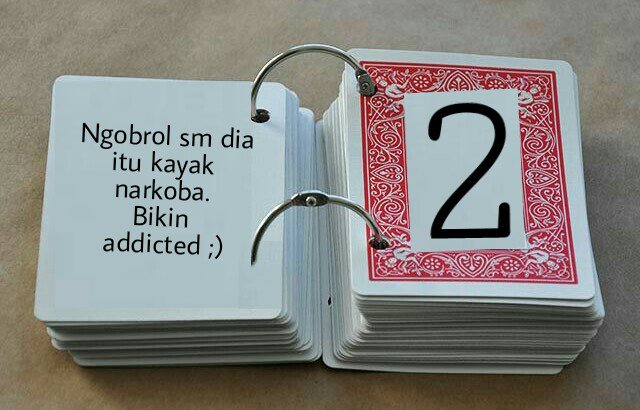 Ngobrol sm dia
itu kayak
narkoba.
Bikin
addicted ;)
2